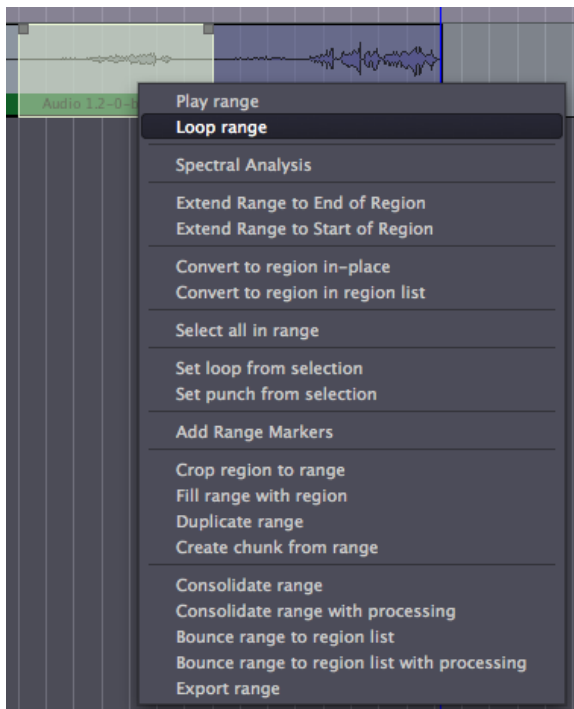 Audio 1.2-0-b
Play range
Loop range
Spectral Analysis
Extend Range to End of Region
Extend Range to Start of Region
Convert to region in-place
Convert to region in region list
Select all in range
Set loop from selection
Set punch from selection
Add Range Markers
Crop region to range
Fill range with region
Duplicate range
Create chunk from range
Consolidate range
Consolidate range with processing
Bounce range to region list
Bounce range to region list with processing
Export range